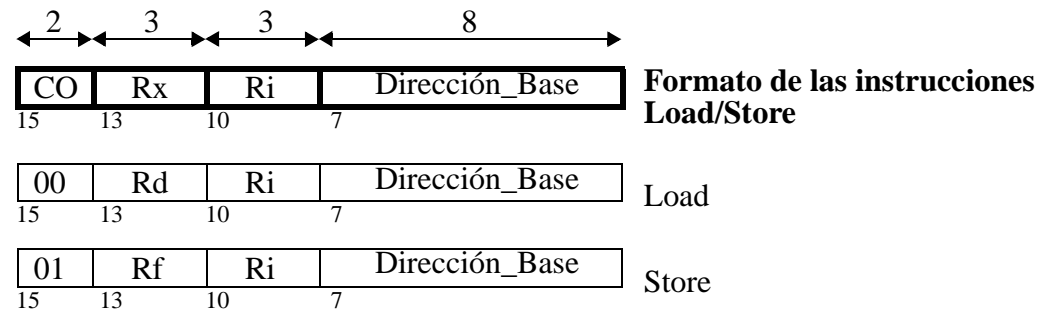 2 3 3 8
CO Rx Ri Dirección_Base
15 13 10 7
Formato de las instrucciones
Load/Store
00 Rd Ri Dirección_Base
15 13 10 7
Load
01 Rf Ri Dirección_Base
15 13 10 7
Store